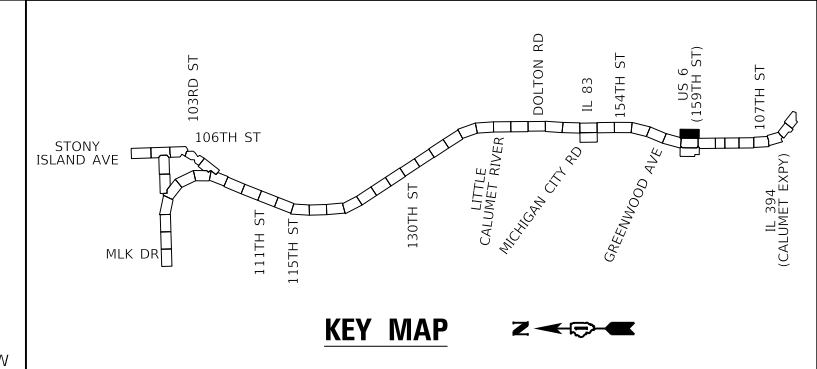 103RD ST
106TH ST
STONY
ISLAND AVE
MLK DR
111TH ST
115TH ST
130TH ST
LITTLE
CALUMET RIVER
DOLTON RD
MICHIGAN CITY RD
IL 83
154TH ST
GREENWOOD AVE
US 6
(159TH ST)
107TH ST
IL 394
(CALUMET EXPY)
KEY MAP
N
W